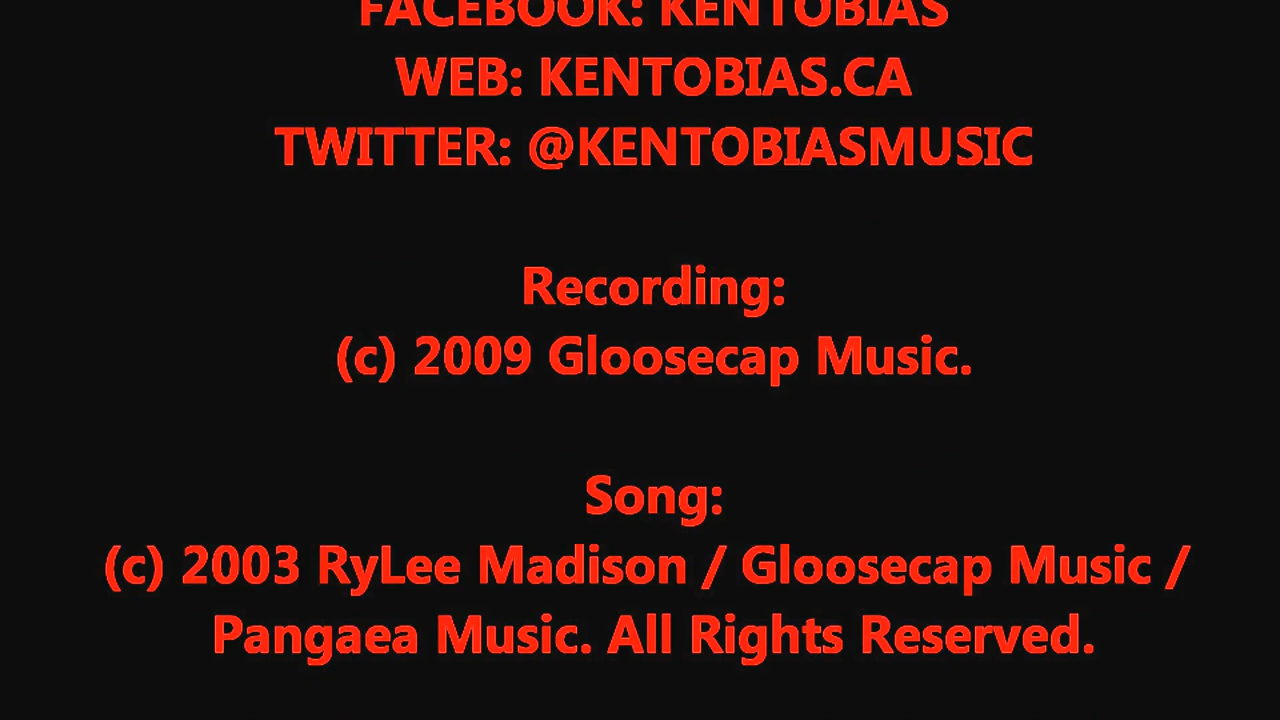 FACEBOOK: KENTOBIAS
WEB: KENTOBIAS.CA
TWITTER: @KENTOBIASMUSIC
Recording:
(c) 2009 Gloosecap Music.
Song:
(c) 2003 RyLee Madison / Gloosecap Music /
Pangaea Music. All Rights Reserved.